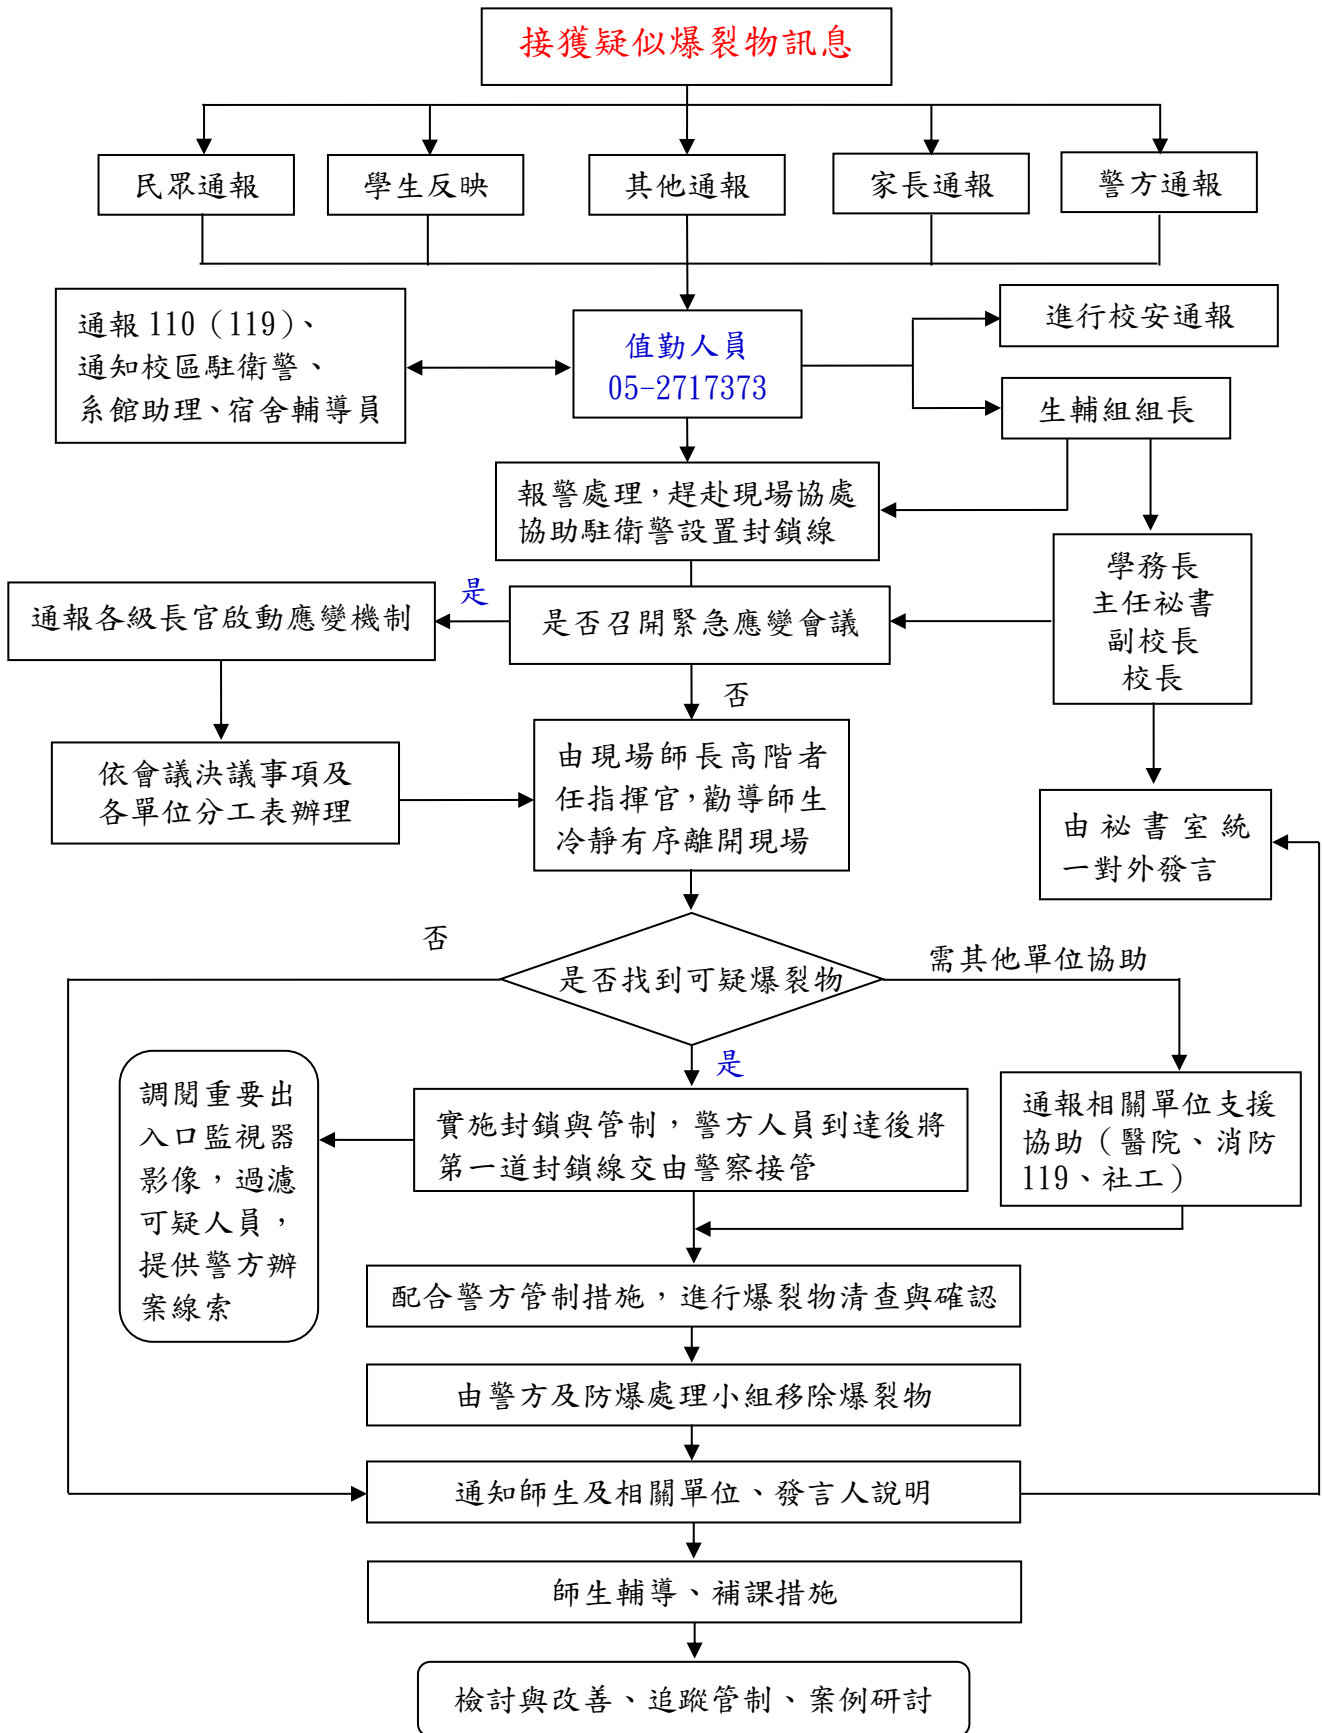 接獲疑似爆裂物訊息
民眾通報
學生反映
其他通報
家長通報
警方通報
通報 110（119）、
通知校區駐衛警、
系館助理、宿舍輔導員
值勤人員
05-2717373
進行校安通報
生輔組組長
報警處理，趕赴現場協處
協助駐衛警設置封鎖線
學務長
主任祕書
副校長
校長
是
通報各級長官啟動應變機制
是否召開緊急應變會議
否
依會議決議事項及
各單位分工表辦理
由現場師長高階者
任指揮官，勸導師生
冷靜有序離開現場
由祕書室統
一對外發言
否
是否找到可疑爆裂物
需其他單位協助
是
調閱重要出
入口監視器
影像，過濾
可疑人員，
提供警方辦
案線索
實施封鎖與管制，警方人員到達後將
第一道封鎖線交由警察接管
通報相關單位支援
協助（醫院、消防
119、社工）
配合警方管制措施，進行爆裂物清查與確認
由警方及防爆處理小組移除爆裂物
通知師生及相關單位、發言人說明
師生輔導、補課措施
檢討與改善、追蹤管制、案例研討